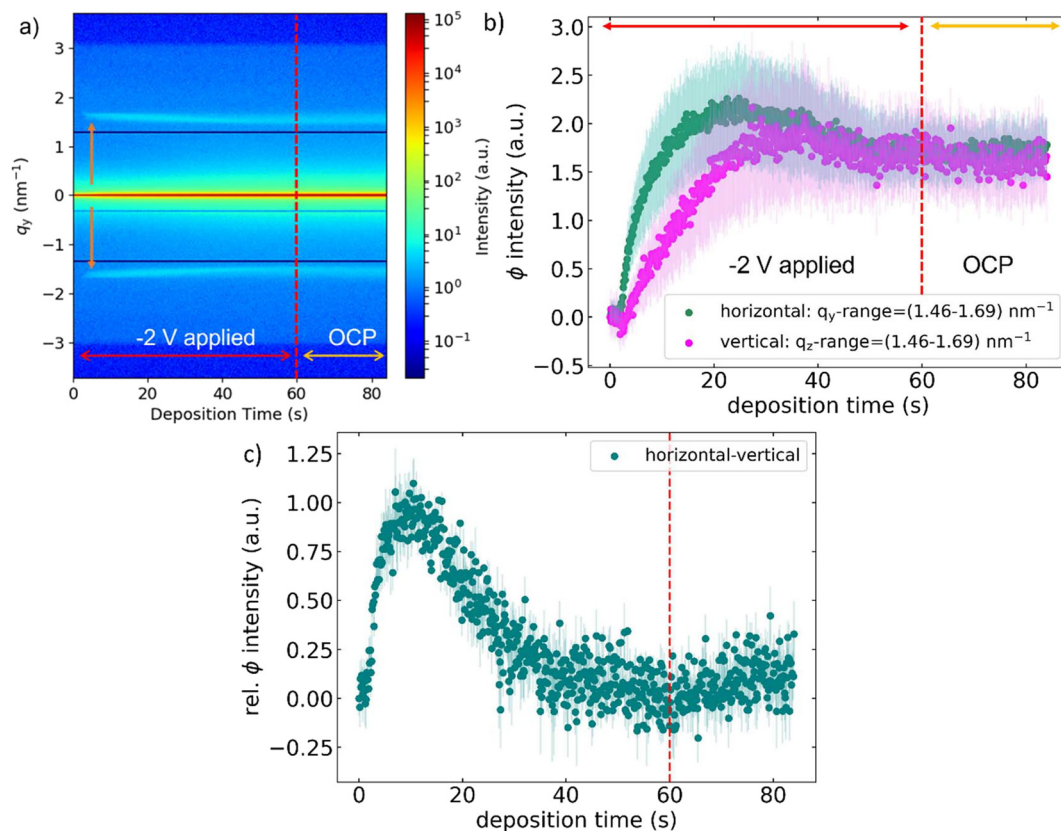 a)
3
2
1
0
-1
-2
-3
q_y (nm⁻¹)
-2 V applied
OCP
0
20
40
60
80
Deposition Time (s)
10⁵
10⁴
10³
10²
10¹
10⁰
10⁻¹
Intensity (a.u.)
b)
3.0
2.5
2.0
1.5
1.0
0.5
0.0
−0.5
ϕ intensity (a.u.)
-2 V applied
OCP
horizontal: q_y-range=(1.46-1.69) nm⁻¹
vertical: q_z-range=(1.46-1.69) nm⁻¹
0
20
40
60
80
deposition time (s)
c)
1.25
1.00
0.75
0.50
0.25
0.00
−0.25
rel. ϕ intensity (a.u.)
horizontal-vertical
0
20
40
60
80
deposition time (s)